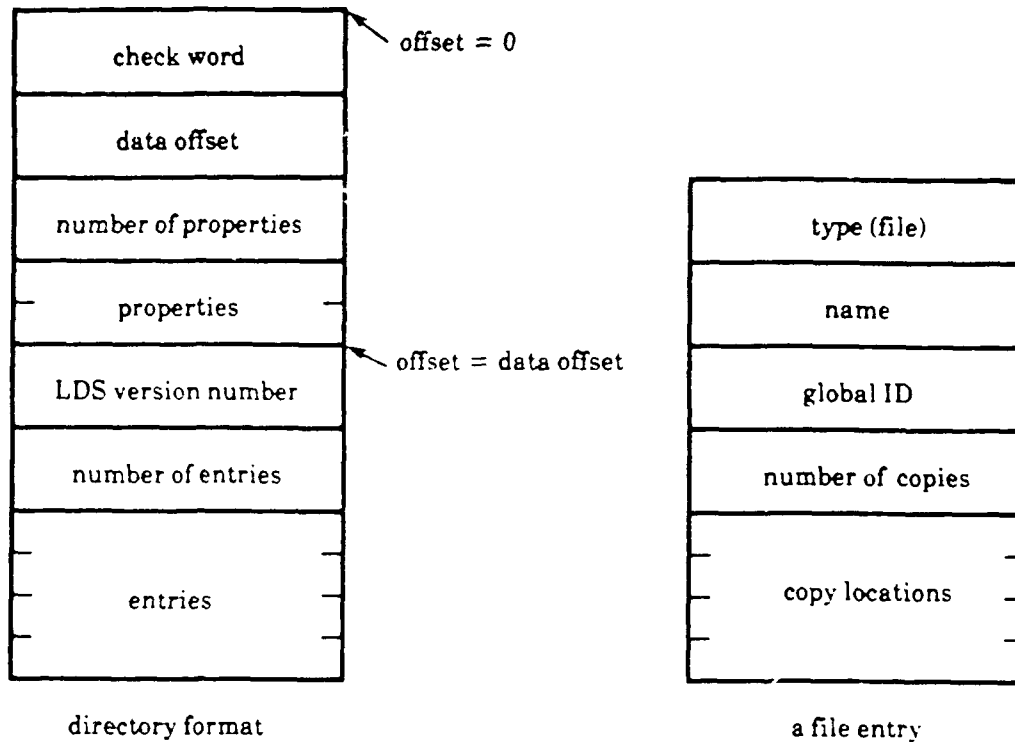 offset = 0
check word
data offset
number of properties
properties
offset = data offset
LDS version number
number of entries
entries
directory format
type (file)
name
global ID
number of copies
copy locations
a file entry